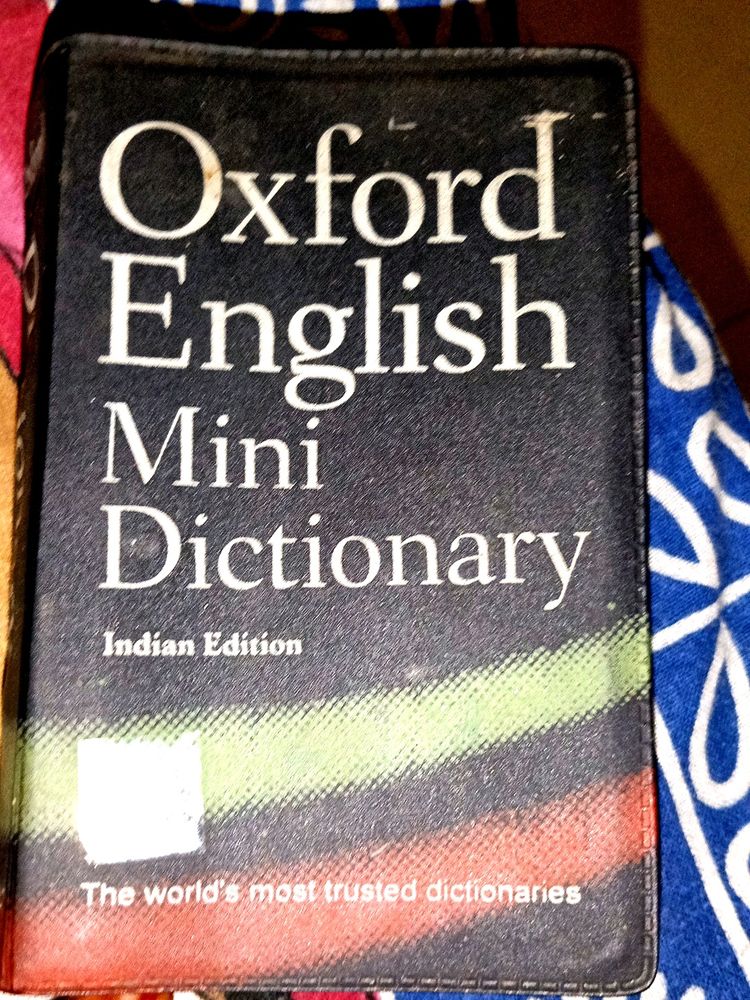 Oxford
English
Mini
Dictionary
Indian Edition
The world's most trusted dictionaries